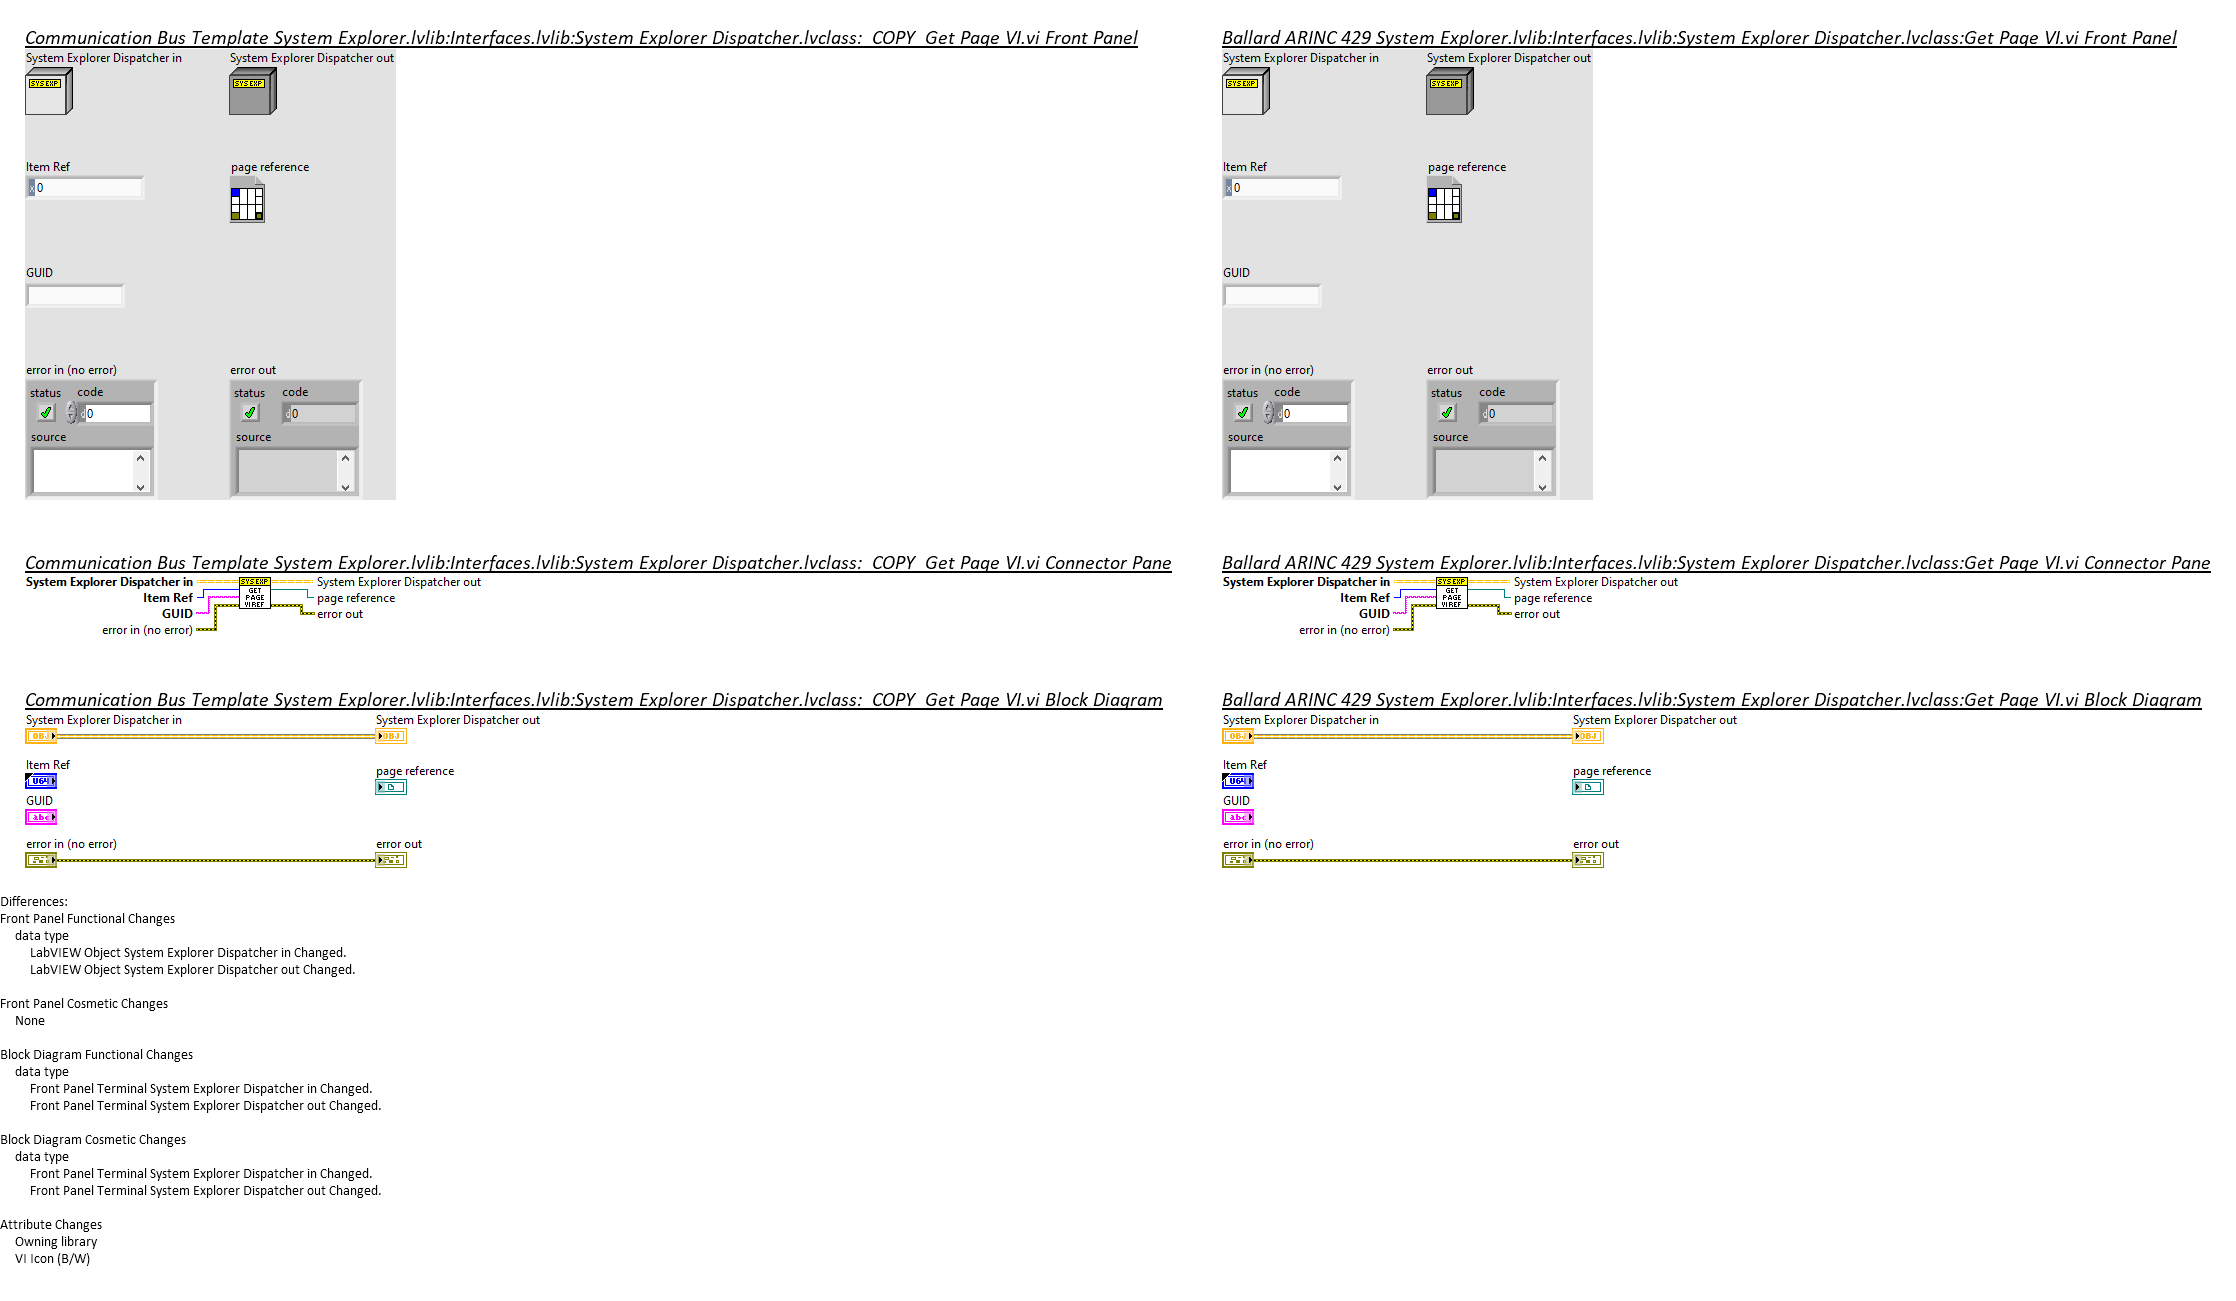 Communication Bus Template System Explorer.lvlib:Interfaces.lvlib:System Explorer Dispatcher.lvclass:_COPY_Get Page VI.vi Front Panel
System Explorer Dispatcher in
System Explorer Dispatcher out
SYS EXP
SYS EXP
Item Ref
page reference
x 0
GUID
error in (no error)
error out
status code
status code
d 0
d 0
source
source
Ballard ARINC 429 System Explorer.lvlib:Interfaces.lvlib:System Explorer Dispatcher.lvclass:Get Page VI.vi Front Panel
System Explorer Dispatcher in
System Explorer Dispatcher out
SYS EXP
SYS EXP
Item Ref
page reference
x 0
GUID
error in (no error)
error out
status code
status code
d 0
d 0
source
source
Communication Bus Template System Explorer.lvlib:Interfaces.lvlib:System Explorer Dispatcher.lvclass:_COPY_Get Page VI.vi Connector Pane
System Explorer Dispatcher in
Item Ref
GUID
error in (no error)
SYS EXP
GET
PAGE
VI REF
System Explorer Dispatcher out
page reference
error out
Ballard ARINC 429 System Explorer.lvlib:Interfaces.lvlib:System Explorer Dispatcher.lvclass:Get Page VI.vi Connector Pane
System Explorer Dispatcher in
Item Ref
GUID
error in (no error)
SYS EXP
GET
PAGE
VI REF
System Explorer Dispatcher out
page reference
error out
Communication Bus Template System Explorer.lvlib:Interfaces.lvlib:System Explorer Dispatcher.lvclass:_COPY_Get Page VI.vi Block Diagram
System Explorer Dispatcher in
System Explorer Dispatcher out
OBJ
OBJ
Item Ref
page reference
U64
GUID
abc
error in (no error)
error out
Ballard ARINC 429 System Explorer.lvlib:Interfaces.lvlib:System Explorer Dispatcher.lvclass:Get Page VI.vi Block Diagram
System Explorer Dispatcher in
System Explorer Dispatcher out
OBJ
OBJ
Item Ref
page reference
U64
GUID
abc
error in (no error)
error out
Differences:
Front Panel Functional Changes
data type
LabVIEW Object System Explorer Dispatcher in Changed.
LabVIEW Object System Explorer Dispatcher out Changed.
Front Panel Cosmetic Changes
None
Block Diagram Functional Changes
data type
Front Panel Terminal System Explorer Dispatcher in Changed.
Front Panel Terminal System Explorer Dispatcher out Changed.
Block Diagram Cosmetic Changes
data type
Front Panel Terminal System Explorer Dispatcher in Changed.
Front Panel Terminal System Explorer Dispatcher out Changed.
Attribute Changes
Owning library
VI Icon (B/W)